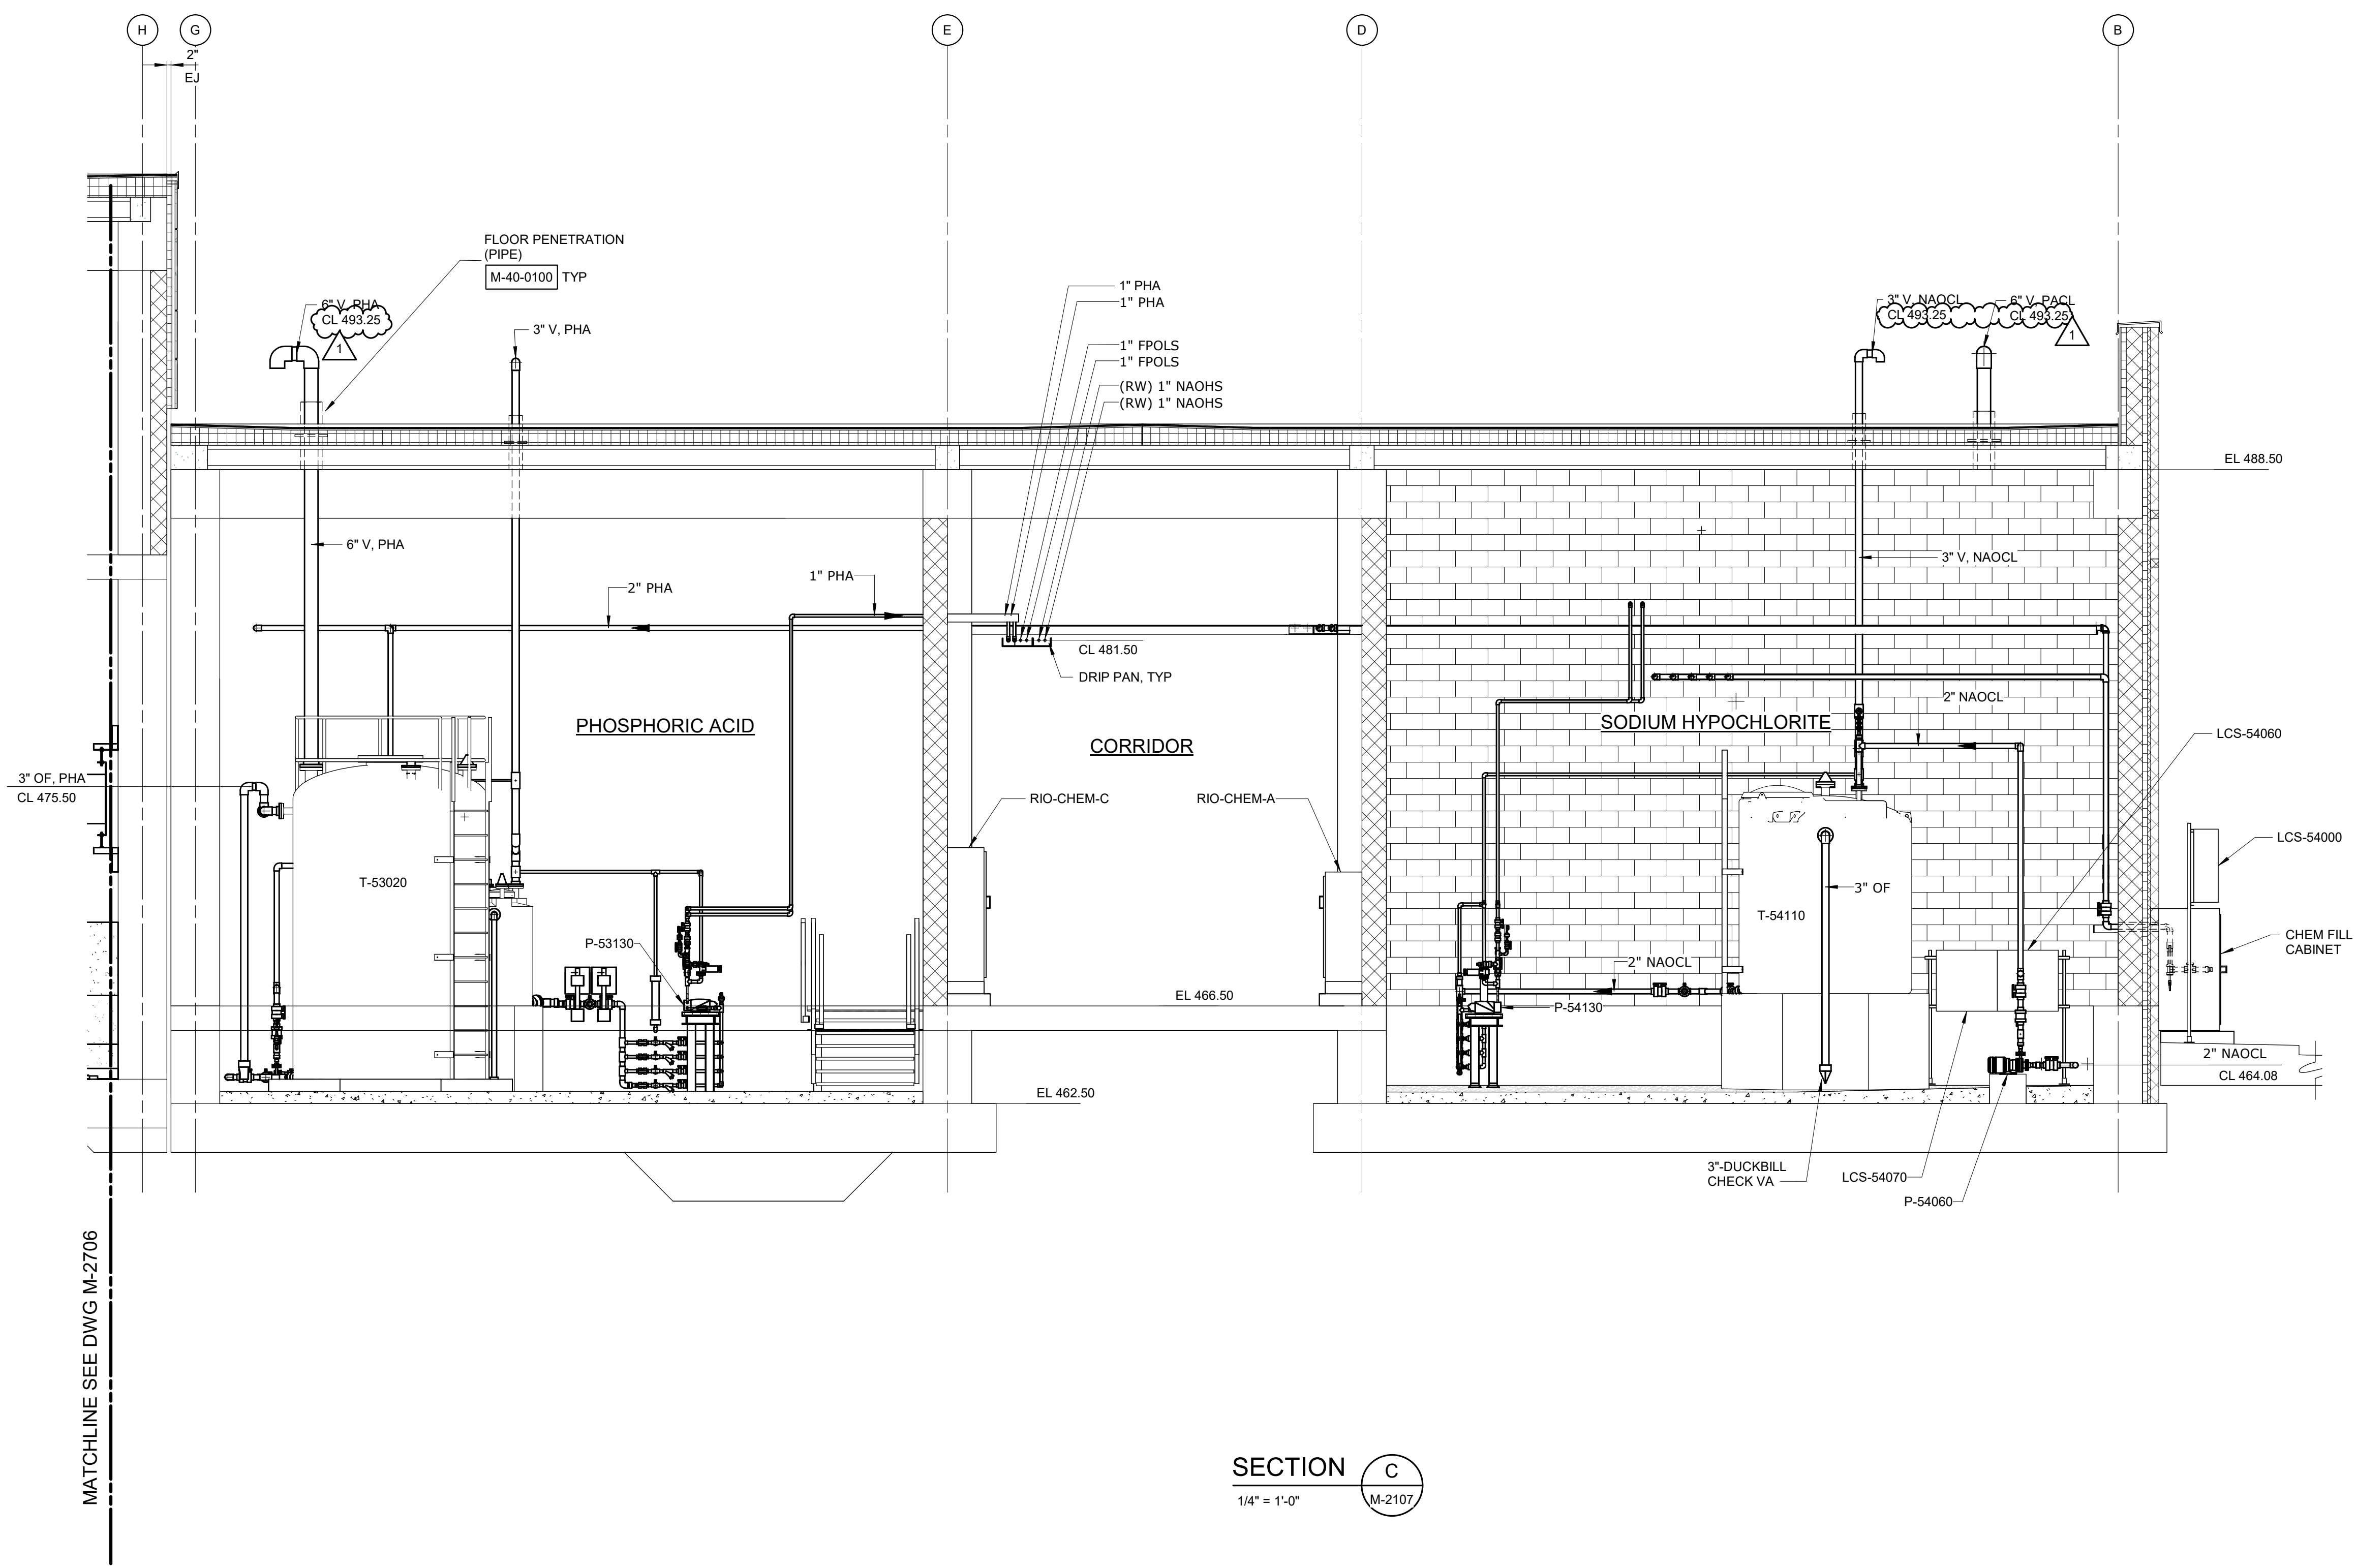 H
G
E
D
B
2"
EJ
FLOOR PENETRATION
(PIPE)
M-40-0100 TYP
6" V, PHA
CL 493.25
1
3" V, PHA
1" PHA
1" PHA
1" FPOLS
1" FPOLS
(RW) 1" NAOHS
(RW) 1" NAOHS
3" V, NAOCL
CL 493.25
6" V, PACL
CL 493.25
1
EL 488.50
6" V, PHA
2" PHA
1" PHA
3" V, NAOCL
CL 481.50
DRIP PAN, TYP
2" NAOCL
PHOSPHORIC ACID
CORRIDOR
SODIUM HYPOCHLORITE
LCS-54060
3" OF, PHA
CL 475.50
RIO-CHEM-C
RIO-CHEM-A
LCS-54000
T-53020
3" OF
T-54110
P-53130
CHEM FILL
CABINET
2" NAOCL
EL 466.50
P-54130
2" NAOCL
CL 464.08
EL 462.50
3"-DUCKBILL
CHECK VA
LCS-54070
P-54060
MATCHLINE SEE DWG M-2706
SECTION
C
1/4" = 1'-0"
M-2107